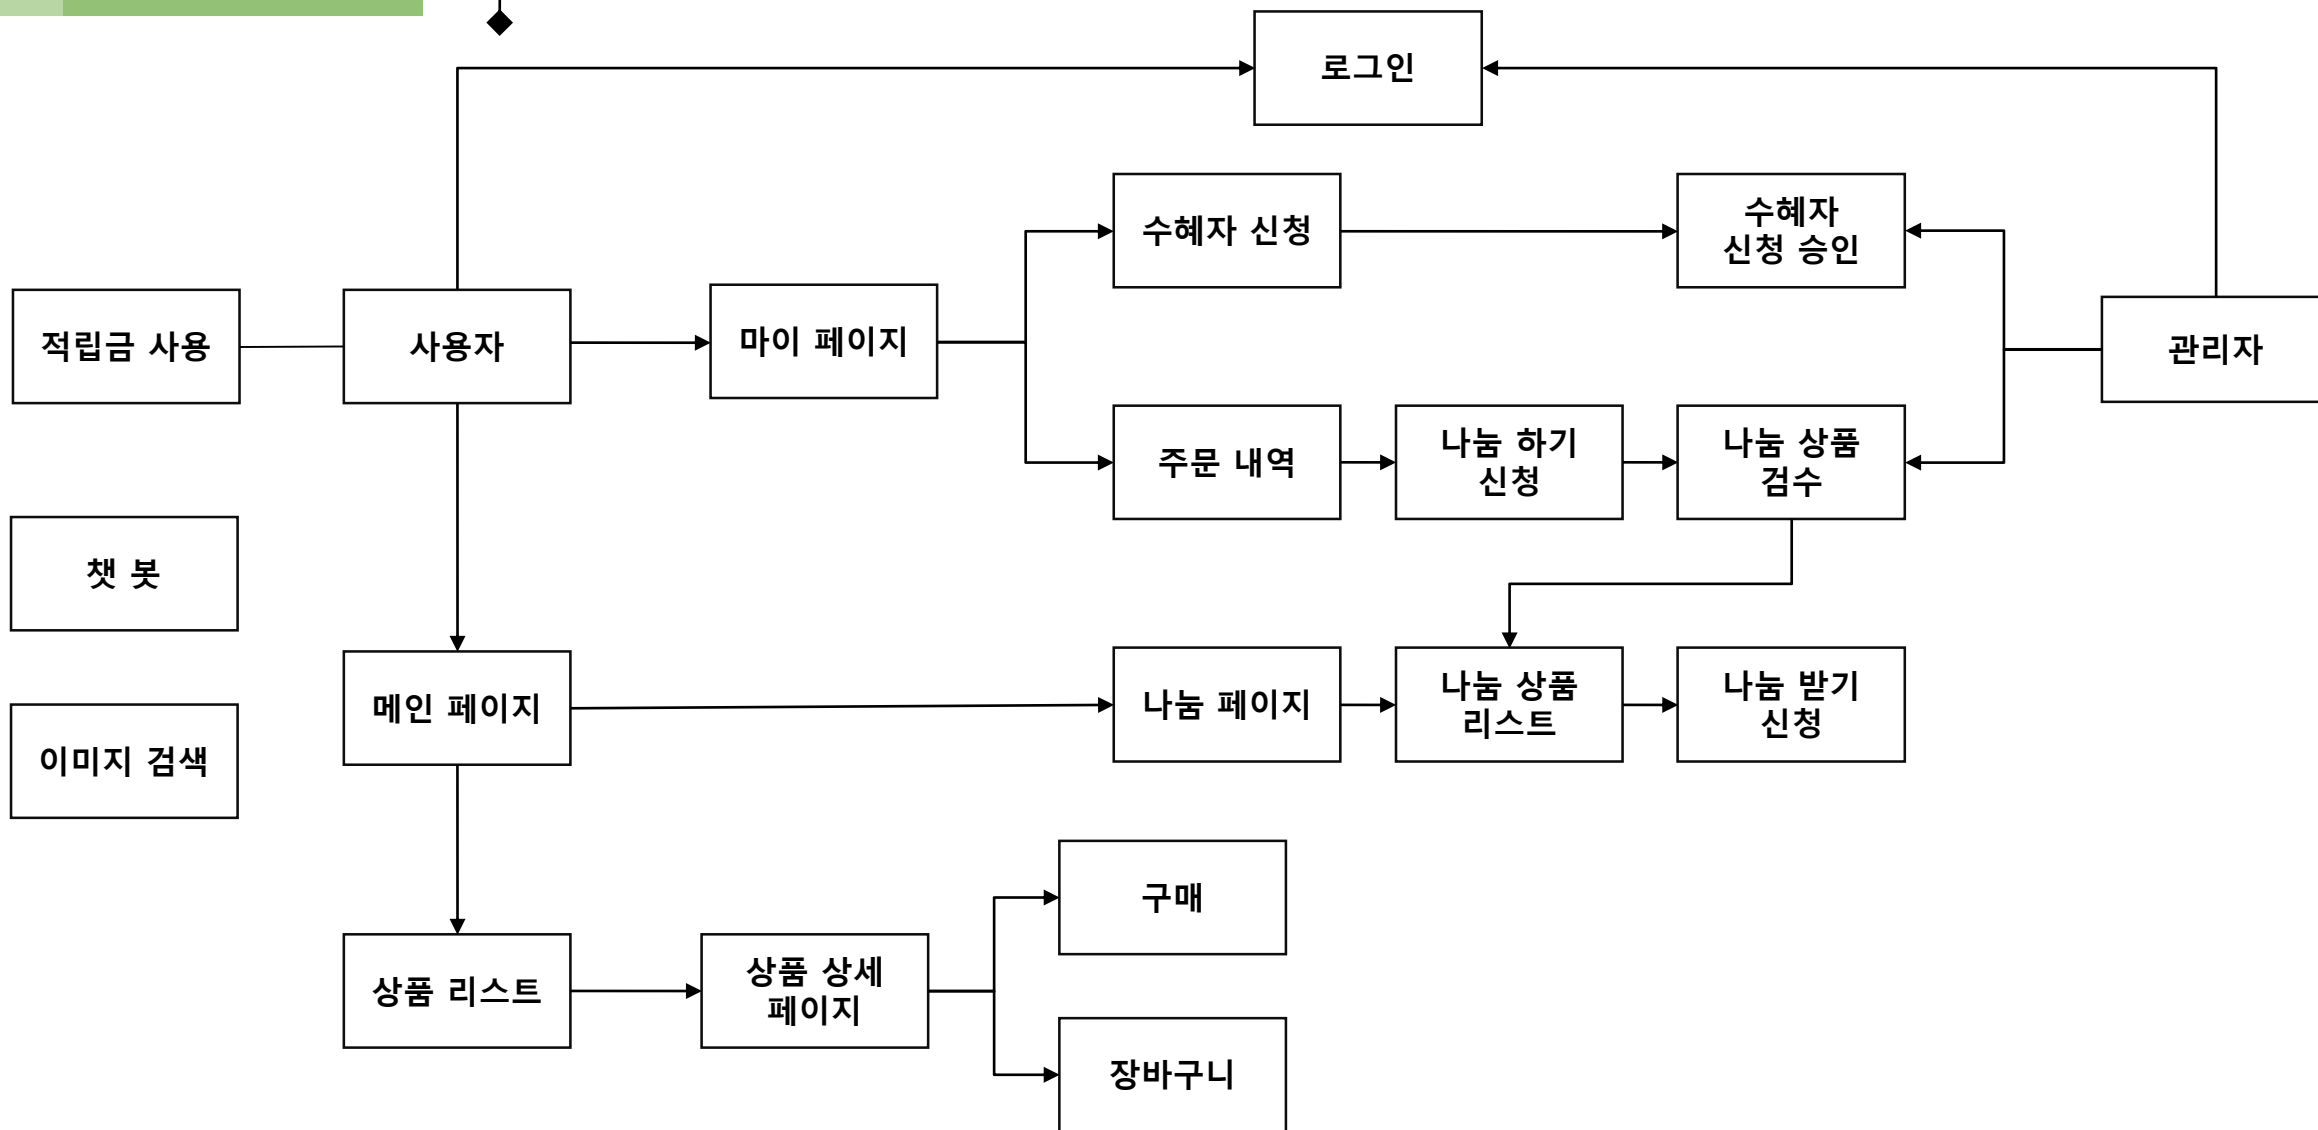 로그인
수혜자 신청
수혜자
신청 승인
적립금 사용
사용자
마이 페이지
관리자
주문 내역
나눔 하기
신청
나눔 상품
검수
챗 봇
메인 페이지
나눔 페이지
나눔 상품
리스트
나눔 받기
신청
이미지 검색
구매
상품 리스트
상품 상세
페이지
장바구니